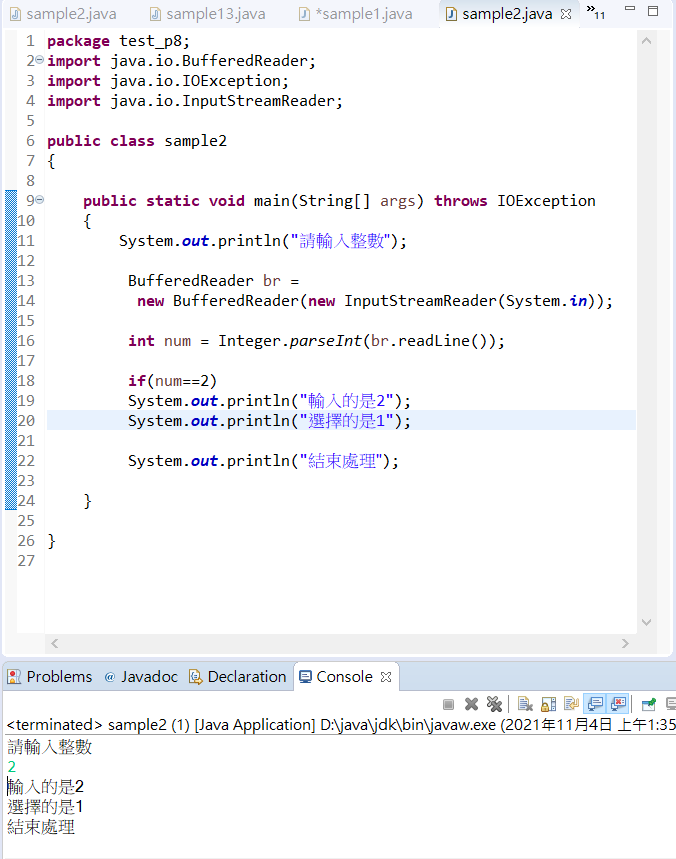 sample2.java sample13.java *sample1.java sample2.java »11
1 package test_p8;
2 import java.io.BufferedReader;
3 import java.io.IOException;
4 import java.io.InputStreamReader;
5
6 public class sample2
7 {
8
9 public static void main(String[] args) throws IOException
10 {
11 System.out.println("請輸入整數");
12
13 BufferedReader br =
14 new BufferedReader(new InputStreamReader(System.in));
15
16 int num = Integer.parseInt(br.readLine());
17
18 if(num==2)
19 System.out.println("輸入的是2");
20 System.out.println("選擇的是1");
21
22 System.out.println("結束處理");
23
24 }
25
26 }
27
Problems @ Javadoc Declaration Console
<terminated> sample2 (1) [Java Application] D:\java\jdk\bin\javaw.exe (2021年11月4日 上午1:35
請輸入整數
2
輸入的是2
選擇的是1
結束處理